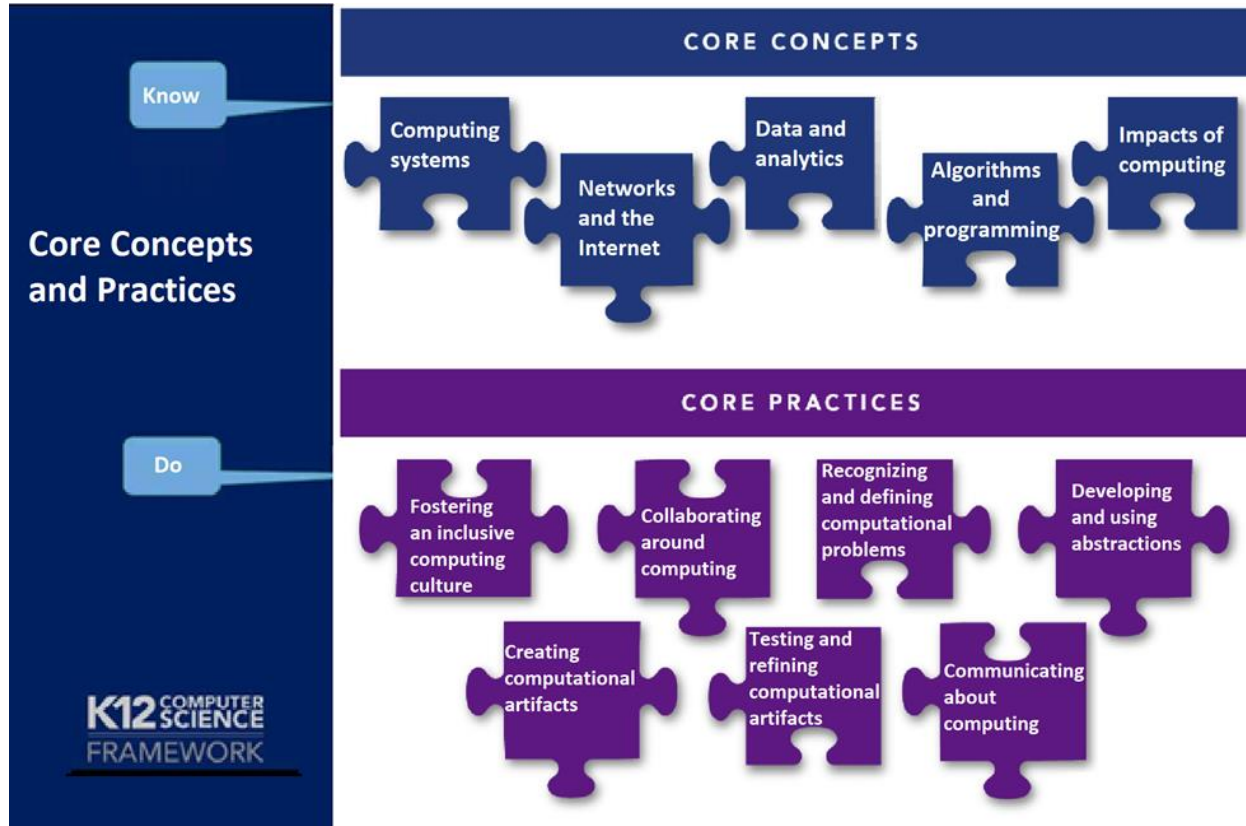 Know
Core Concepts
and Practices
Do
K12 COMPUTER
SCIENCE
FRAMEWORK
CORE CONCEPTS
Computing
systems
Networks
and the
Internet
Data and
analytics
Algorithms
and
programming
Impacts of
computing
CORE PRACTICES
Fostering
an inclusive
computing
culture
Collaborating
around
computing
Recognizing
and defining
computational
problems
Developing
and using
abstractions
Creating
computational
artifacts
Testing and
refining
computational
artifacts
Communicating
about
computing